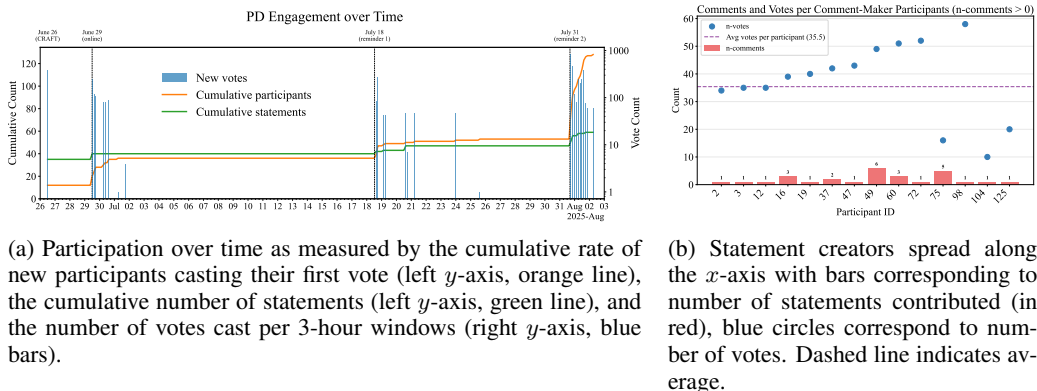 PD Engagement over Time
June 26
(CRAFT)
June 29
(online)
July 18
(reminder 1)
July 31
(reminder 2)
Cumulative Count
120
100
80
60
40
20
0
New votes
Cumulative participants
Cumulative statements
1000
100
10
1
Vote Count
26 27 28 29 30 Jul 02 03 04 05 06 07 08 09 10 11 12 13 14 15 16 17 18 19 20 21 22 23 24 25 26 27 28 29 30 31 Aug 02 03
2025-Aug
(a) Participation over time as measured by the cumulative rate of
new participants casting their first vote (left y-axis, orange line),
the cumulative number of statements (left y-axis, green line), and
the number of votes cast per 3-hour windows (right y-axis, blue
bars).
Comments and Votes per Comment-Maker Participants (n-comments > 0)
Count
60
50
40
30
20
10
0
n-votes
Avg votes per participant (35.5)
n-comments
1 1 1 3 1 2 1 6 3 1 5 1 1 1
2 3 12 16 19 37 47 49 60 72 75 98 104 125
Participant ID
(b) Statement creators spread along
the x-axis with bars corresponding to
number of statements contributed (in
red), blue circles correspond to num-
ber of votes. Dashed line indicates av-
erage.